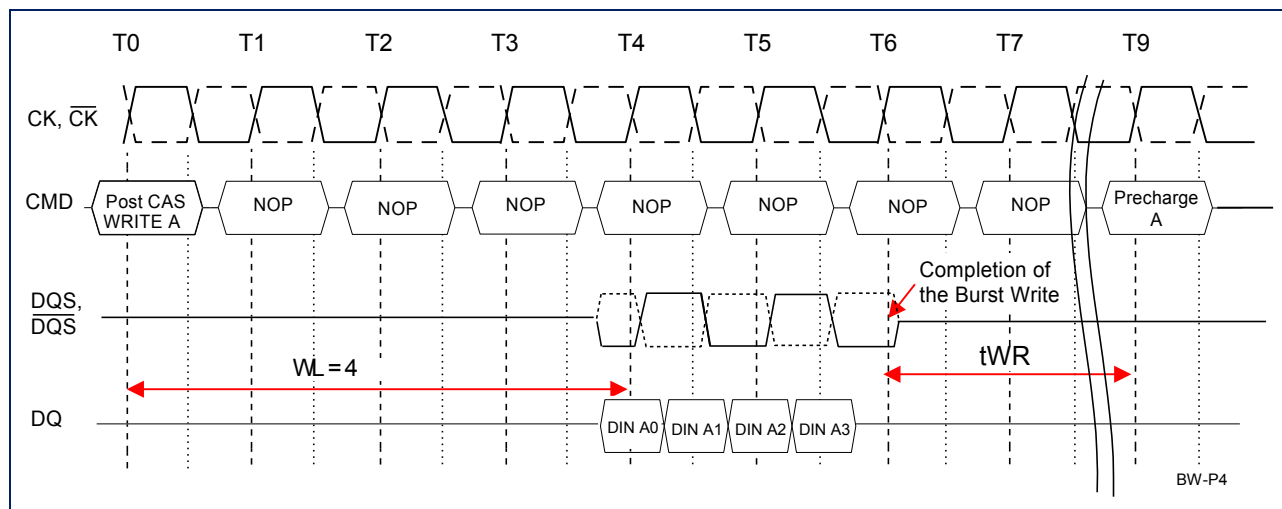 T0 T1 T2 T3 T4 T5 T6 T7 T9
CK, C̅K̅
CMD
Post CAS
WRITE A
NOP NOP NOP NOP NOP NOP NOP
Precharge
A
DQS,
D̅Q̅S̅
Completion of
the Burst Write
WL = 4
tWR
DQ
DIN A0 DIN A1 DIN A2 DIN A3
BW-P4